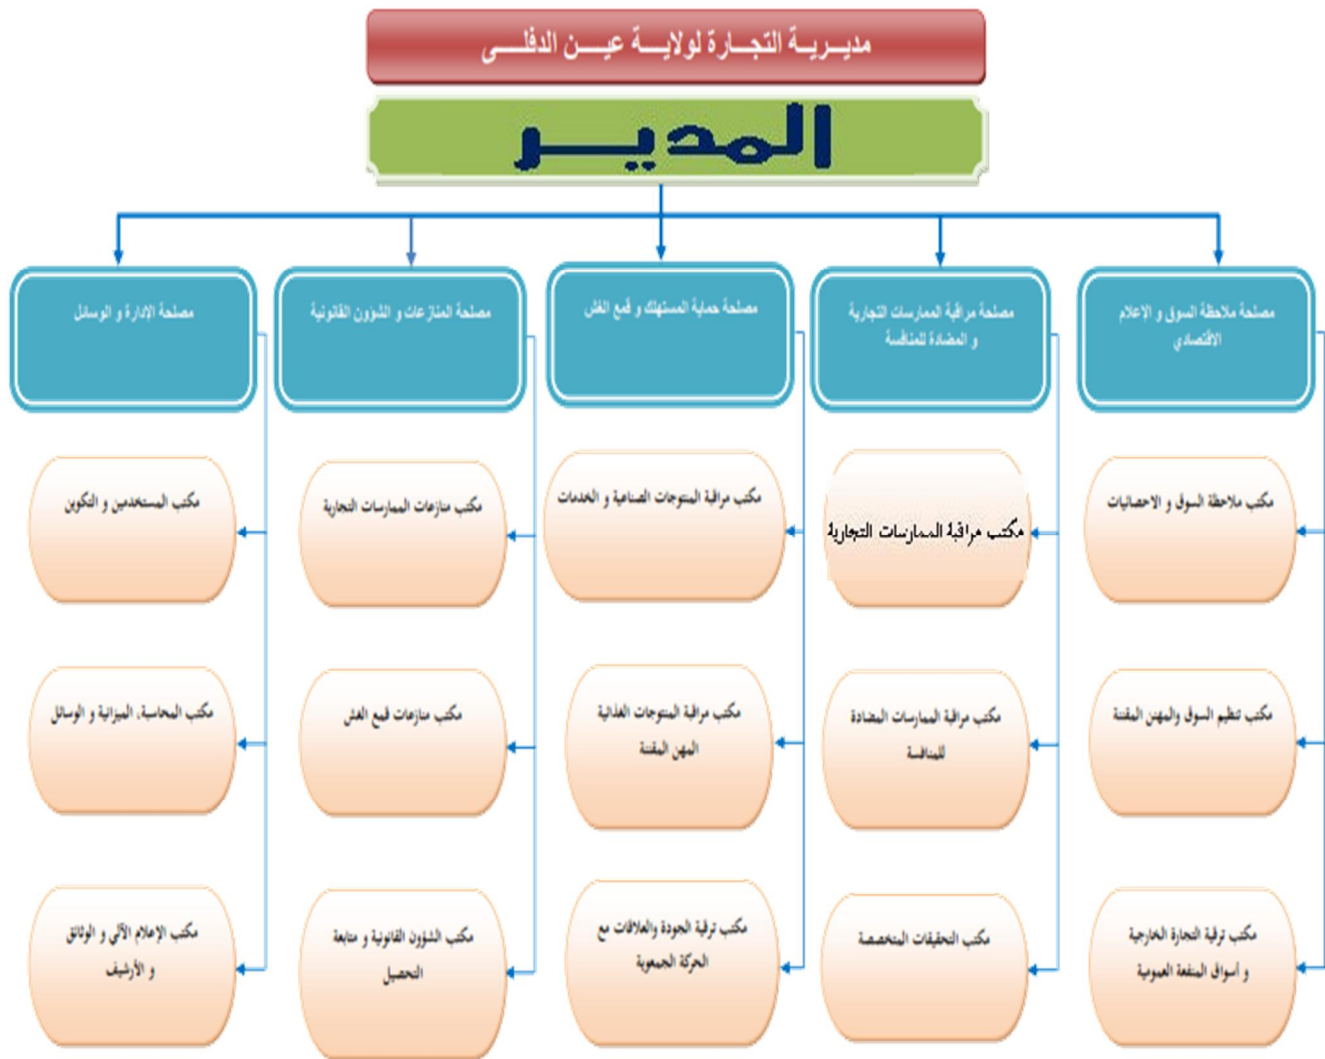 مديرية التجارة لولاية عين الدفلى
المدير
مصلحة ملاحظة السوق و الإعلام
الاقتصادي
مصلحة مراقبة الممارسات التجارية
و المضادة للمنافسة
مصلحة حماية المستهلك و قمع الغش
مصلحة المنازعات و الشؤون القانونية
مصلحة الإدارة و الوسائل
مكتب ملاحظة السوق و الاحصائيات
مكتب مراقبة الممارسات التجارية
مكتب مراقبة المنتوجات الصناعية و الخدمات
مكتب منازعات الممارسات التجارية
مكتب المستخدمين و التكوين
مكتب تنظيم السوق والمهن المقننة
مكتب مراقبة الممارسات المضادة
للمنافسة
مكتب مراقبة المنتوجات الغذائية
المهن المقننة
مكتب منازعات قمع الغش
مكتب المحاسبة، الميزانية و الوسائل
مكتب ترقية التجارة الخارجية
و أسواق المنفعة العمومية
مكتب التحقيقات المتخصصة
مكتب ترقية الجودة والعلاقات مع
الحركة الجمعوية
مكتب الشؤون القانونية و متابعة
التحصيل
مكتب الإعلام الآلي و الوثائق
و الأرشيف